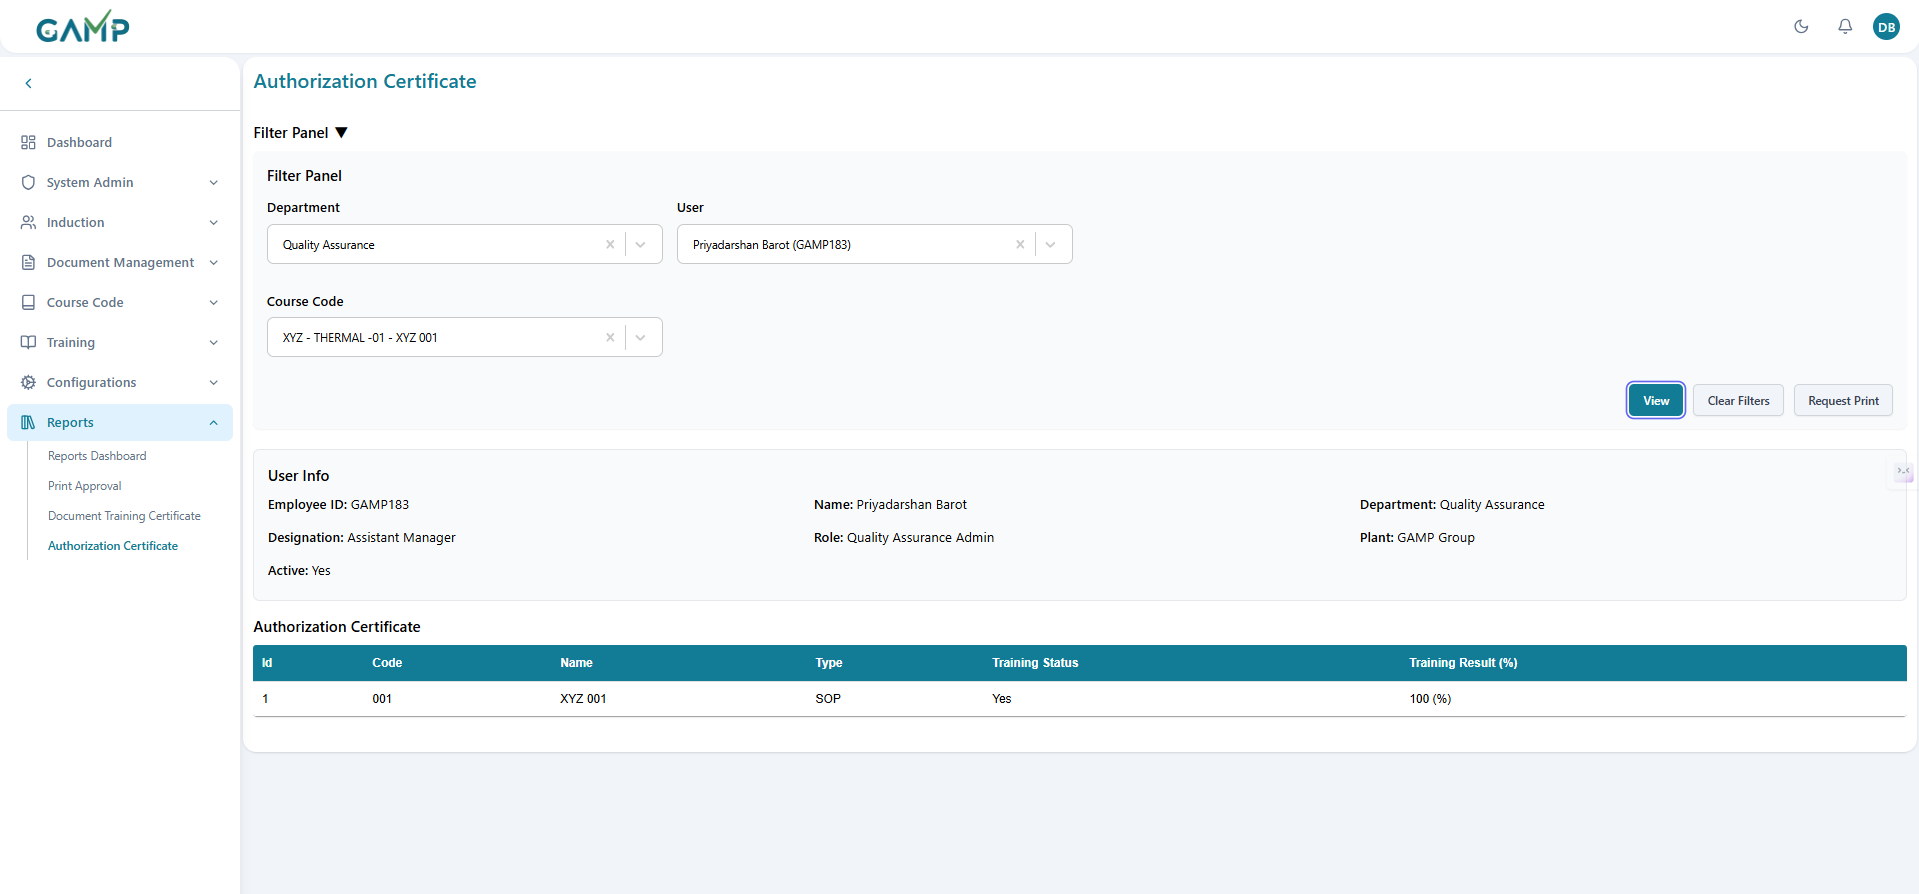 GAMP
DB
Authorization Certificate
Dashboard
System Admin
Induction
Document Management
Course Code
Training
Configurations
Reports
Reports Dashboard
Print Approval
Document Training Certificate
Authorization Certificate
Filter Panel ▼
Filter Panel
Department
User
Quality Assurance
Priyadarshan Barot (GAMP183)
Course Code
XYZ - THERMAL -01 - XYZ 001
View
Clear Filters
Request Print
User Info
Employee ID: GAMP183
Name: Priyadarshan Barot
Department: Quality Assurance
Designation: Assistant Manager
Role: Quality Assurance Admin
Plant: GAMP Group
Active: Yes
Authorization Certificate
Id Code Name Type Training Status Training Result (%)
1 001 XYZ 001 SOP Yes 100 (%)